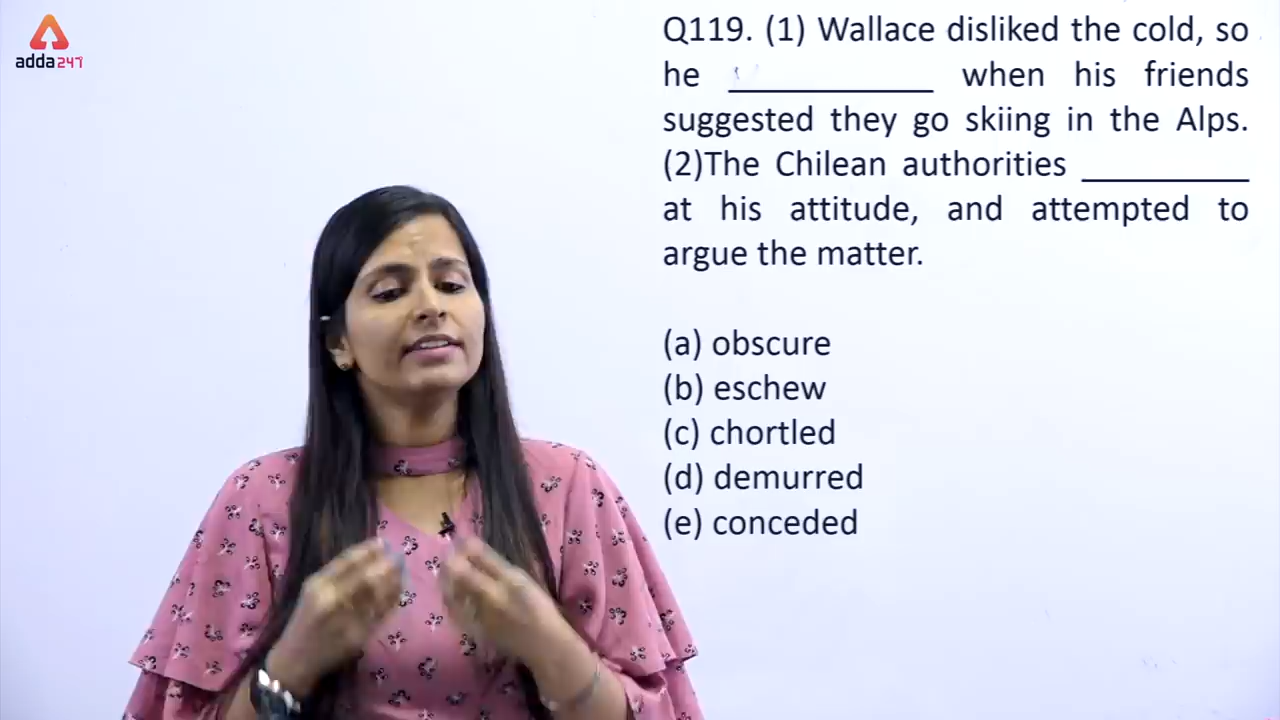 adda247
Q119. (1) Wallace disliked the cold, so
he __________ when his friends
suggested they go skiing in the Alps.
(2)The Chilean authorities ________
at his attitude, and attempted to
argue the matter.
(a) obscure
(b) eschew
(c) chortled
(d) demurred
(e) conceded